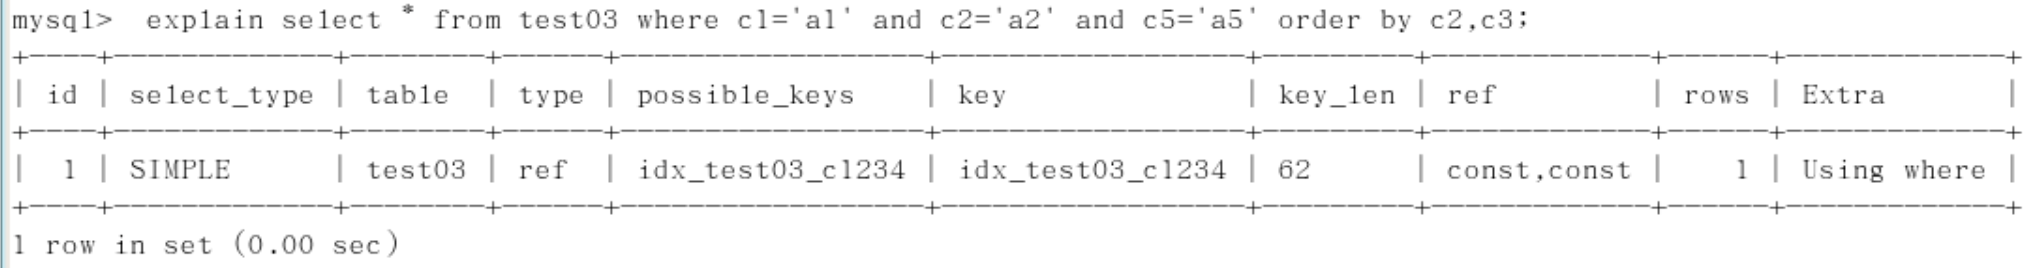 mysql>  explain select * from test03 where c1='a1' and c2='a2' and c5='a5' order by c2,c3;
+----+-------------+--------+------+------------------+------------------+---------+-------------+------+-------------+
| id | select_type | table  | type | possible_keys    | key              | key_len | ref         | rows | Extra       |
+----+-------------+--------+------+------------------+------------------+---------+-------------+------+-------------+
|  1 | SIMPLE      | test03 | ref  | idx_test03_c1234 | idx_test03_c1234 | 62      | const,const |    1 | Using where |
+----+-------------+--------+------+------------------+------------------+---------+-------------+------+-------------+
1 row in set (0.00 sec)